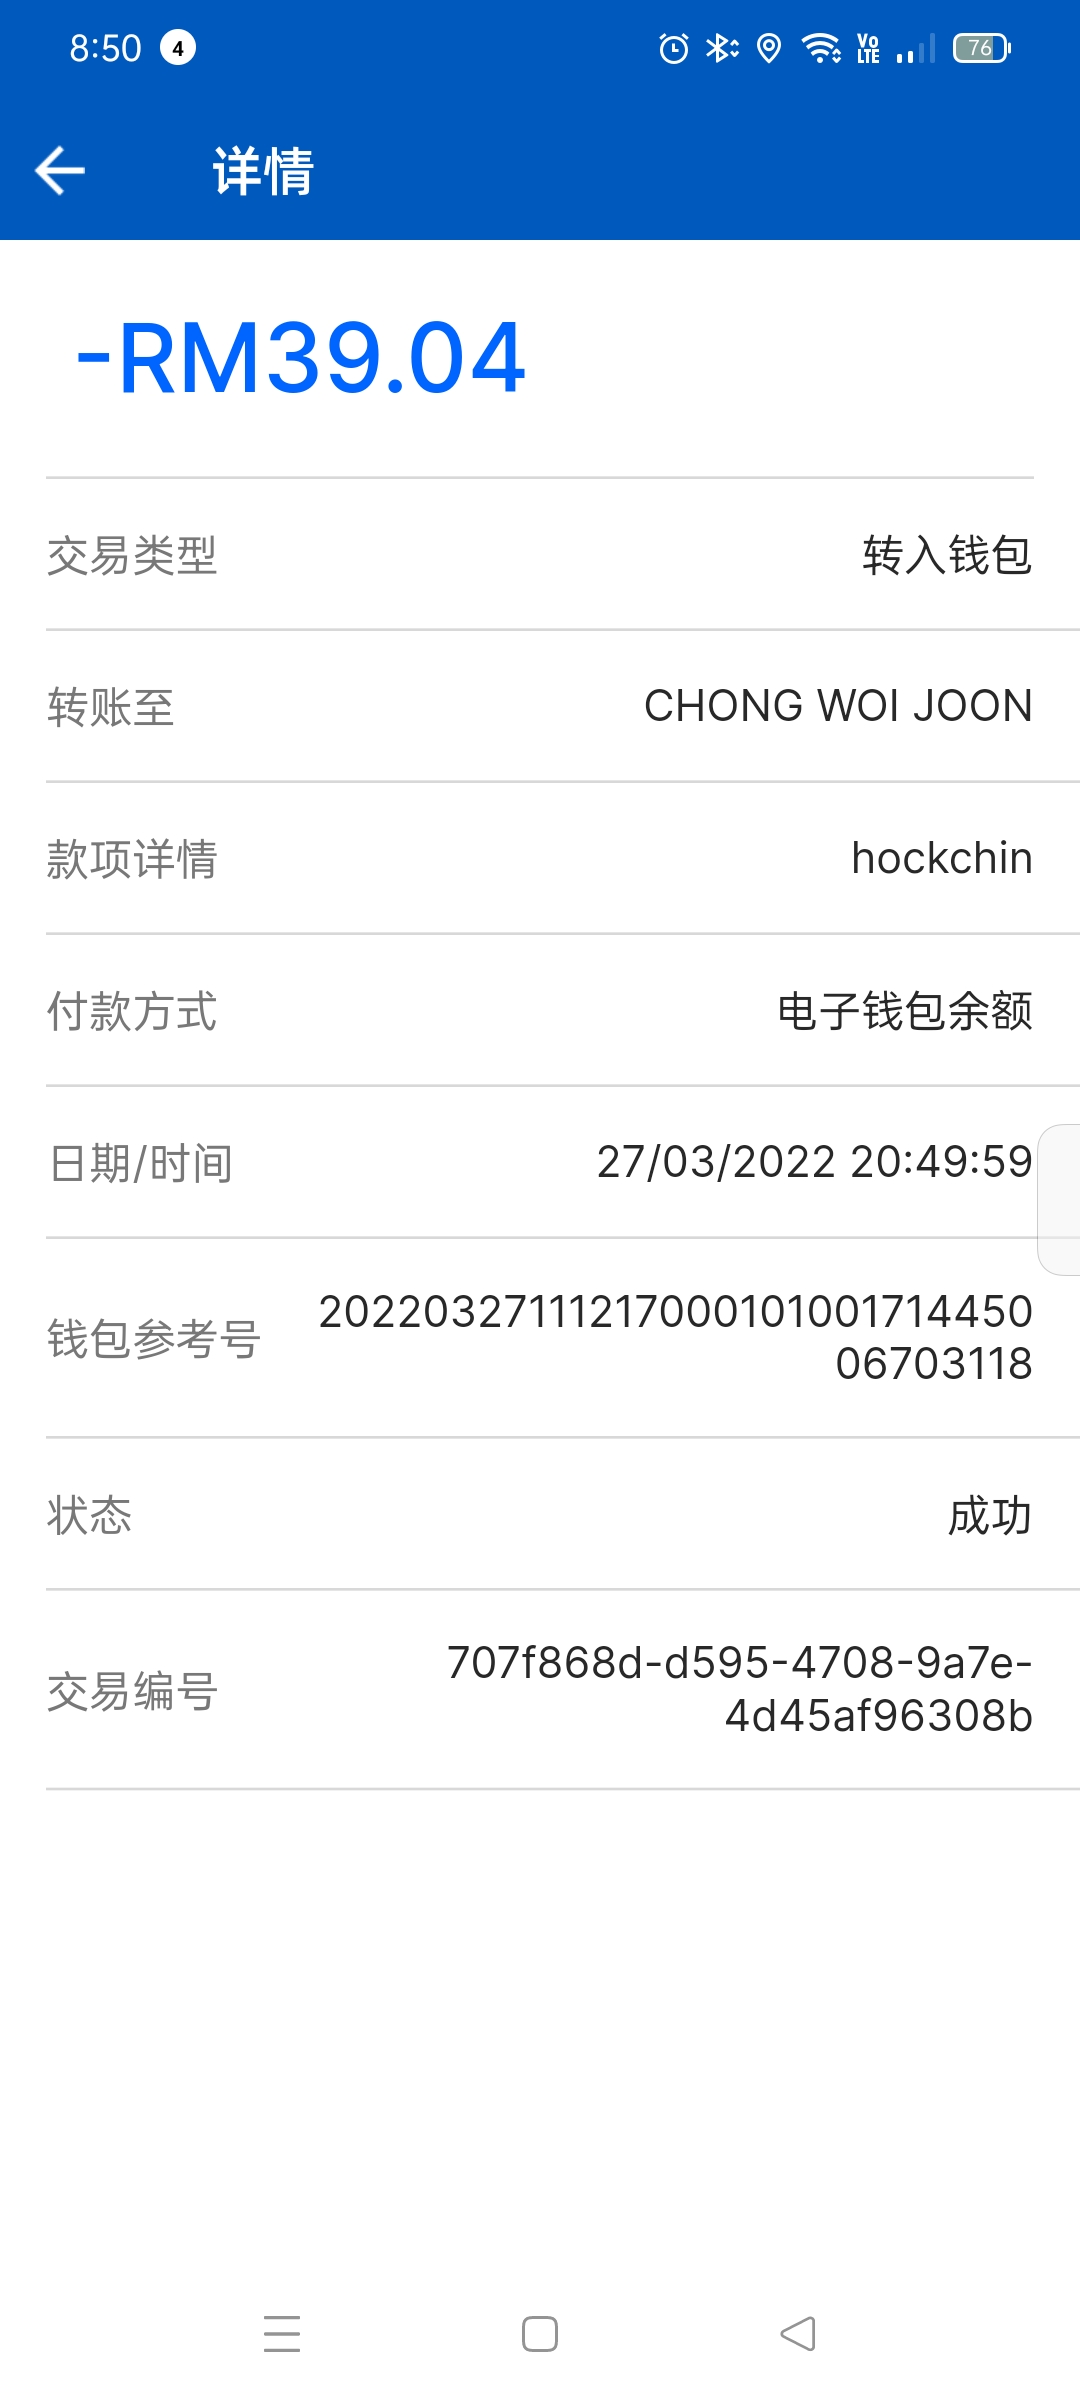 8:50 4 Vo LTE 76
详情
-RM39.04
交易类型 转入钱包
转账至 CHONG WOI JOON
款项详情 hockchin
付款方式 电子钱包余额
日期/时间 27/03/2022 20:49:59
钱包参考号 2022032711121700010100171445006703118
状态 成功
交易编号 707f868d-d595-4708-9a7e-
4d45af96308b